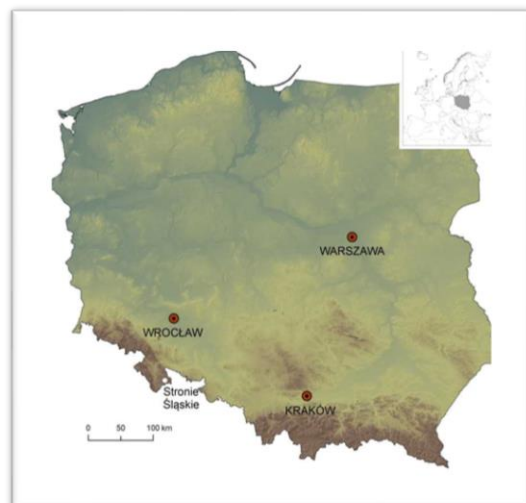 WARSZAWA
WROCŁAW
Stronie
Śląskie
KRAKÓW
0 50 100 km